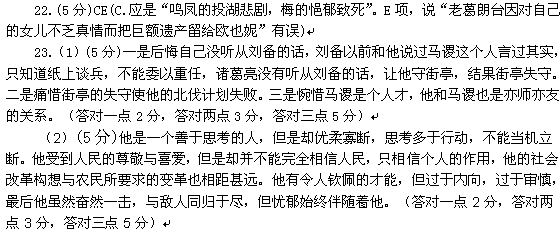 22.(5分)CE(C.应是“鸣凤的投湖悲剧，梅的悒郁致死”。E项，说“老葛朗台因对自己
的女儿不乏真情而把巨额遗产留给欧也妮”有误)
23.(1)(5分)一是后悔自己没听从刘备的话，刘备以前和他说过马谡这个人言过其实，
只知道纸上谈兵，不能委以重任，诸葛亮没有听从刘备的话，让他守街亭，结果街亭失守。
二是痛惜街亭的失守使他的北伐计划失败。三是惋惜马谡是个人才，他和马谡也是亦师亦友
的关系。（答对一点2分，答对两点3分，答对三点5分）
(2)(5分)他是一个善于思考的人，但是却优柔寡断，思考多于行动，不能当机立
断。他受到人民的尊敬与喜爱，但是却并不能完全相信人民，只相信个人的作用，他的社会
改革构想与农民所要求的变革也相距甚远。他有令人钦佩的才能，但过于内向，过于审慎，
最后他虽然奋然一击，与敌人同归于尽，但忧郁始终伴随着他。（答对一点2分，答对两
点3分，答对三点5分）